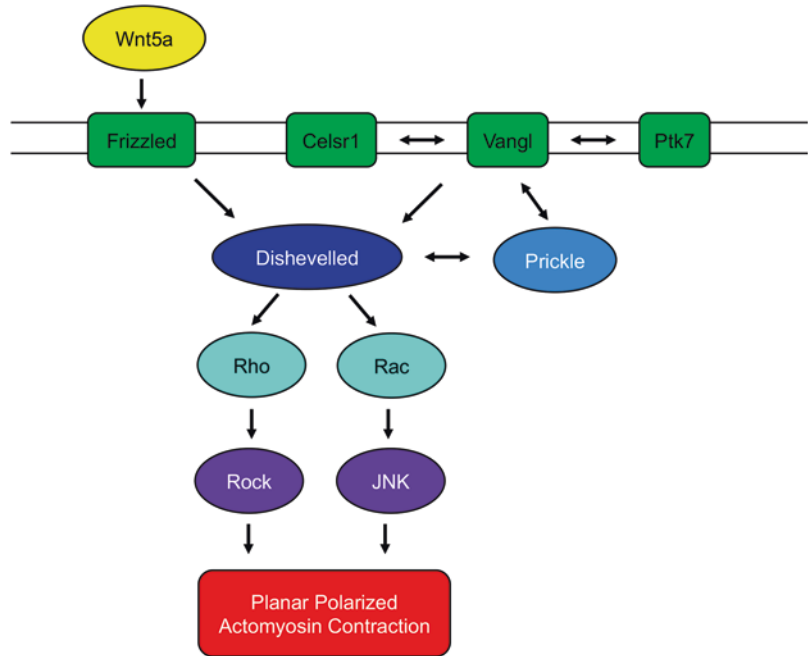 Wnt5a
Frizzled
Celsr1
Vangl
Ptk7
Dishevelled
Prickle
Rho
Rac
Rock
JNK
Planar Polarized
Actomyosin Contraction